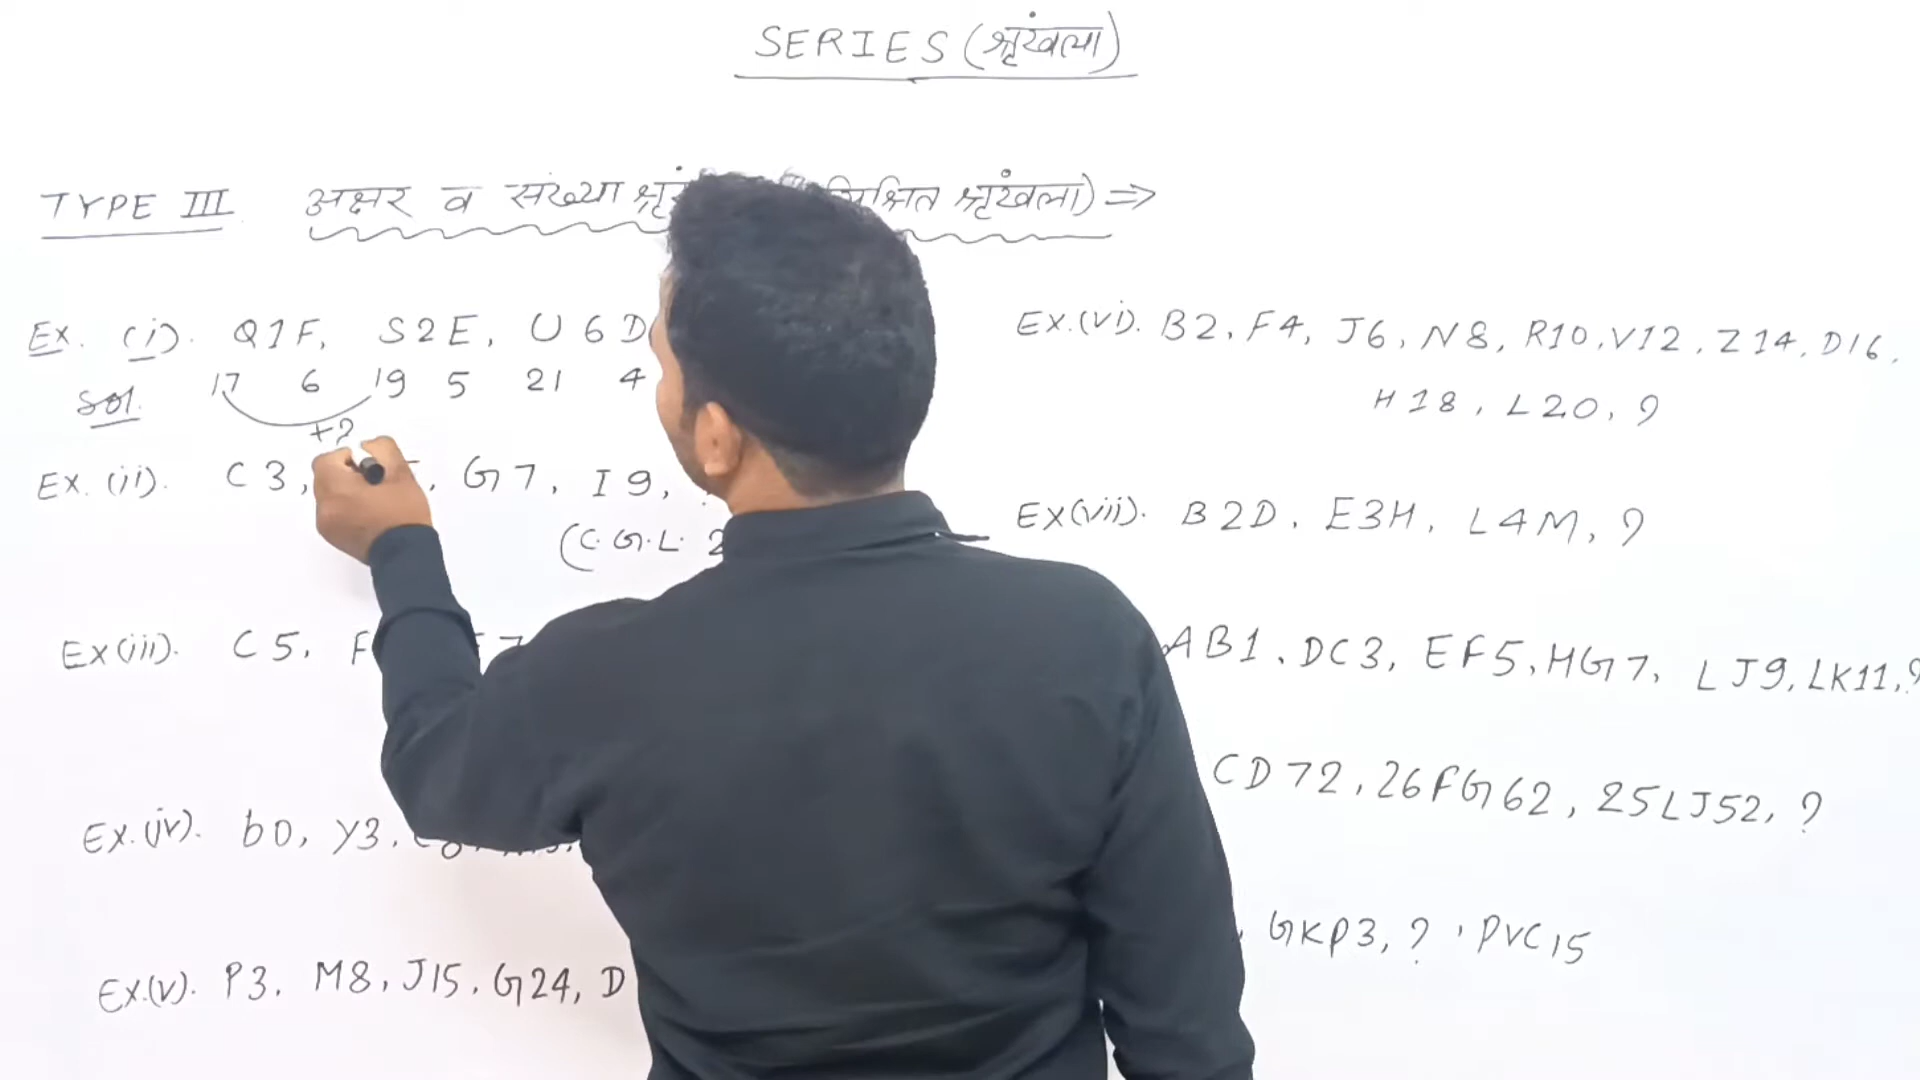 SERIES (श्रृंखला)
TYPE III अक्षर व संख्या श्रृंखला) ⇒
Ex. (i). Q1F, S2E, U6D
Sol. 17 6 19 5 21 4
+2
Ex. (ii). C3, G7, I9,
(C.G.L. 2
Ex(iii). C5, F 7
Ex.(iv). b0, y3,
Ex.(v). P3, M8, J15, G24, D
Ex.(vi). B2, F4, J6, N8, R10, V12, Z14, D16,
H18, L20, ?
Ex(vii). B2D, E3H, L4M, ?
AB1, DC3, EF5, HG7, LJ9, LK11, ?
CD72, 26FG62, 25LJ52, ?
GKP3, ?, PVC15